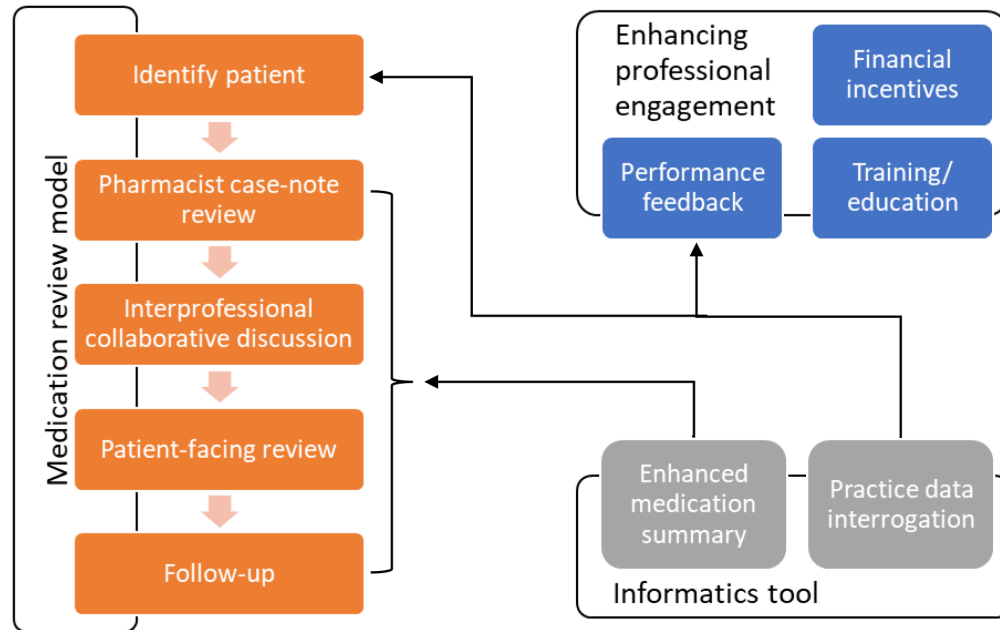 Medication review model
Identify patient
Pharmacist case-note
review
Interprofessional
collaborative discussion
Patient-facing review
Follow-up
Enhancing
professional
engagement
Financial
incentives
Performance
feedback
Training/
education
Enhanced
medication
summary
Practice data
interrogation
Informatics tool